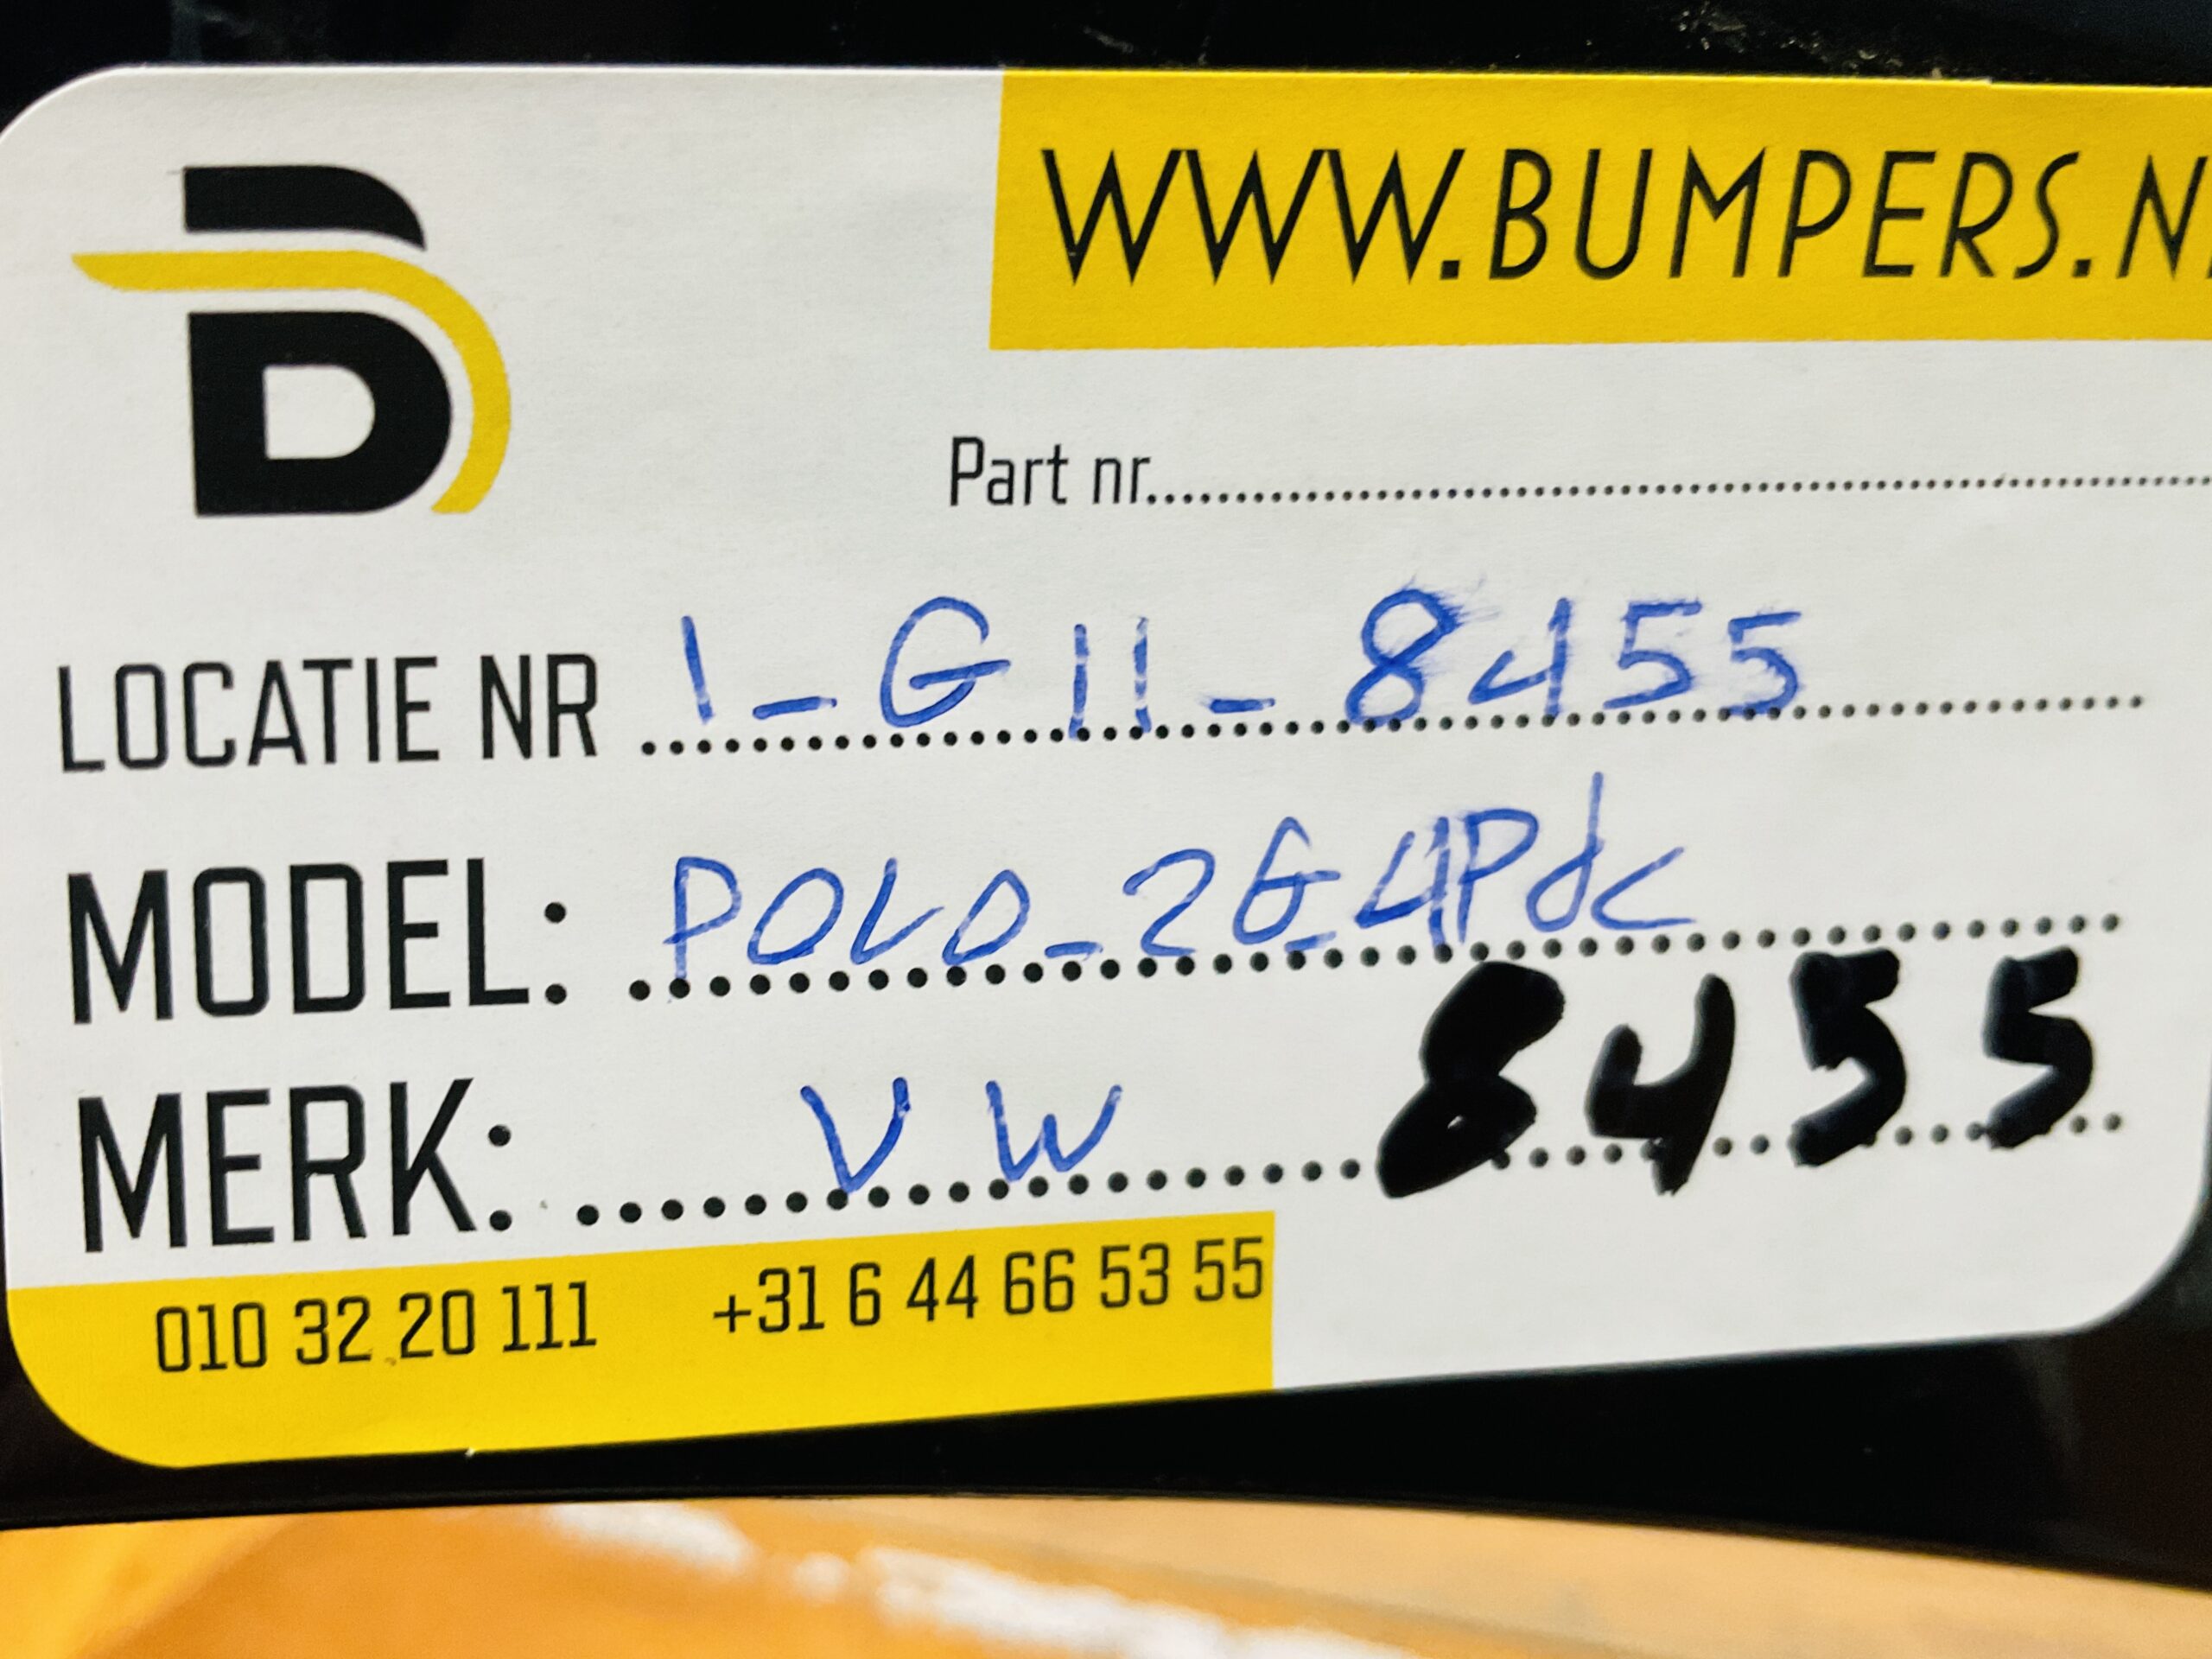 WWW.BUMPERS.N
Part nr.
LOCATIE NR 1_G11_8455
MODEL: POLO_2G_4Pdc
MERK: VW 8455
010 32 20 111 +31 6 44 66 53 55